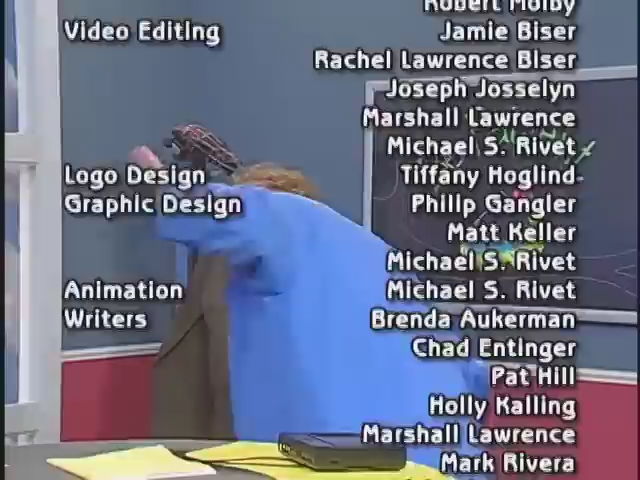 Robert Molby
Video Editing Jamie Biser
Rachel Lawrence Biser
Joseph Josselyn
Marshall Lawrence
Michael S. Rivet
Logo Design Tiffany Hoglind
Graphic Design Philip Gangler
Matt Keller
Michael S. Rivet
Animation Michael S. Rivet
Writers Brenda Aukerman
Chad Entinger
Pat Hill
Holly Kalling
Marshall Lawrence
Mark Rivera